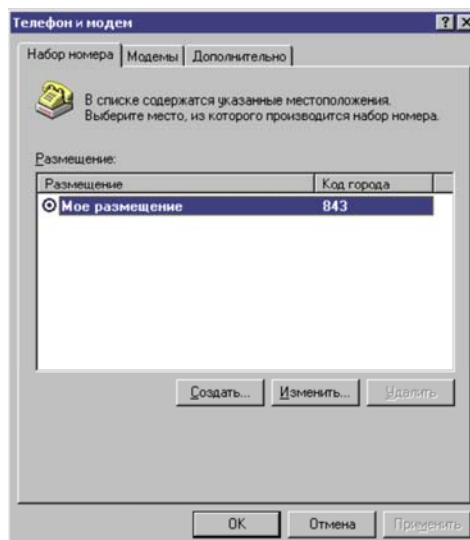 Телефон и модем
Набор номера Модемы Дополнительно
В списке содержатся указанные местоположения.
Выберите место, из которого производится набор номера.
Размещение:
Размещение Код города
Мое размещение 843
Создать... Изменить... Удалить
OK Отмена Применить